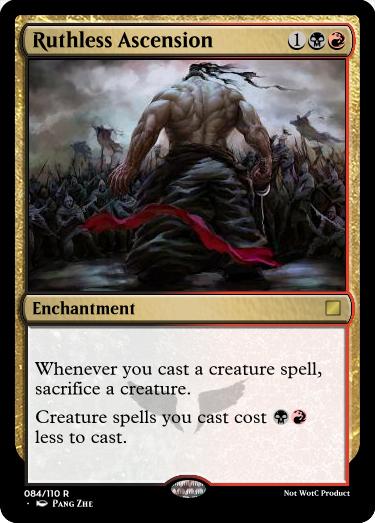 Ruthless Ascension 1
Enchantment
Whenever you cast a creature spell,
sacrifice a creature.
Creature spells you cast cost
less to cast.
084/110 R
Not WotC Product
· Pang Zhe